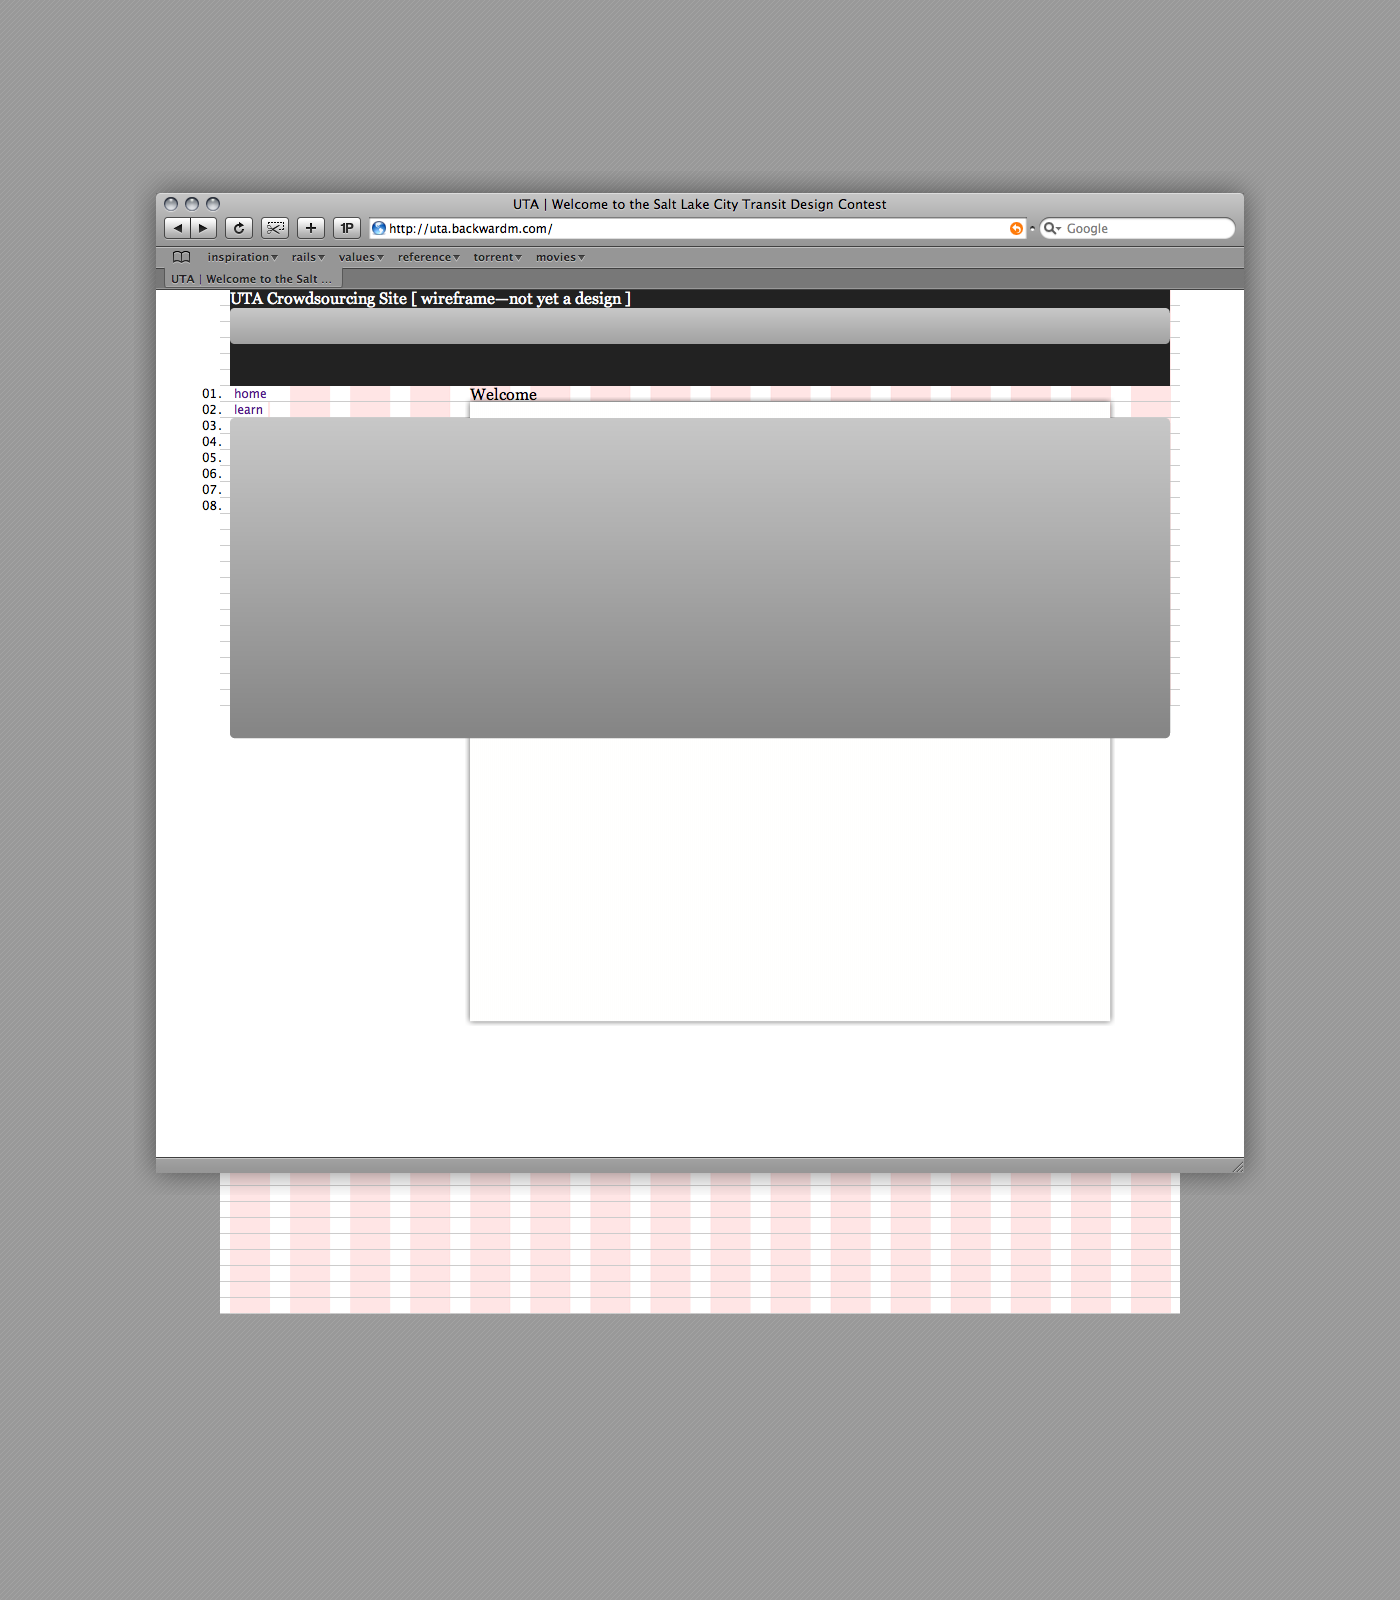 UTA | Welcome to the Salt Lake City Transit Design Contest
1P
http://uta.backwardm.com/
Google
inspiration
rails
values
reference
torrent
movies
UTA | Welcome to the Salt ...
UTA Crowdsourcing Site [ wireframe—not yet a design ]
01. home
02. learn
03.
04.
05.
06.
07.
08.
Welcome